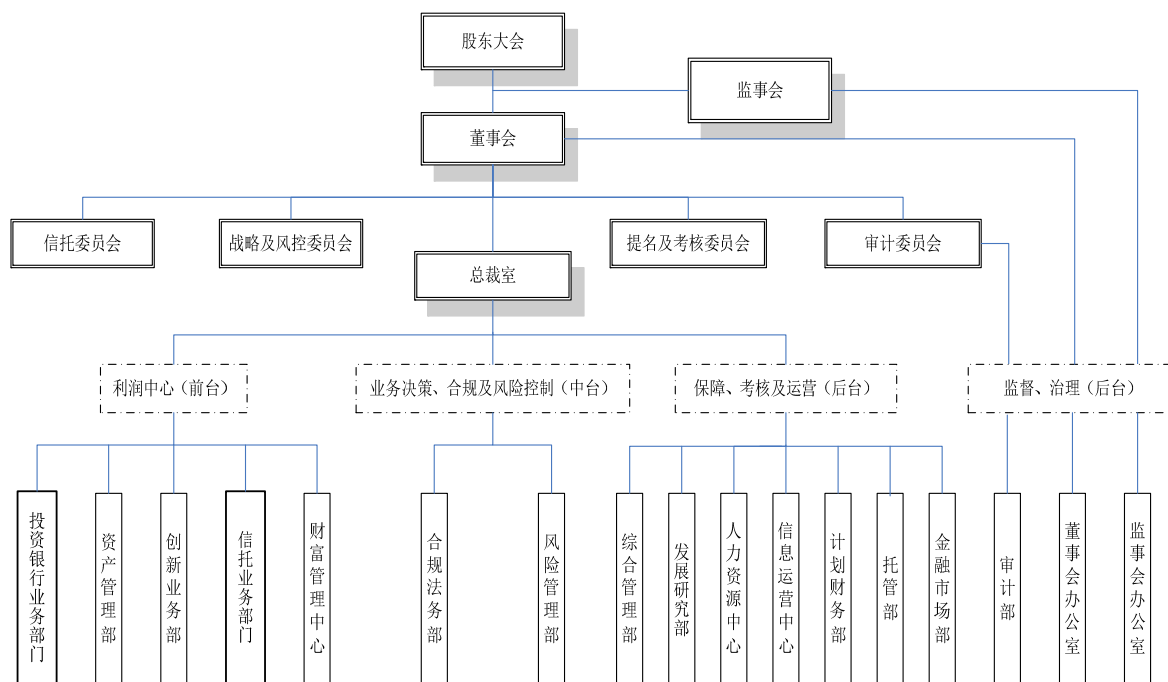 股东大会
监事会
董事会
信托委员会
战略及风控委员会
提名及考核委员会
审计委员会
总裁室
利润中心（前台）
业务决策、合规及风险控制（中台）
保障、考核及运营（后台）
监督、治理（后台）
投资银行业务部门
资产管理部
创新业务部
信托业务部门
财富管理中心
合规法务部
风险管理部
综合管理部
发展研究部
人力资源中心
信息运营中心
计划财务部
托管部
金融市场部
审计部
董事会办公室
监事会办公室